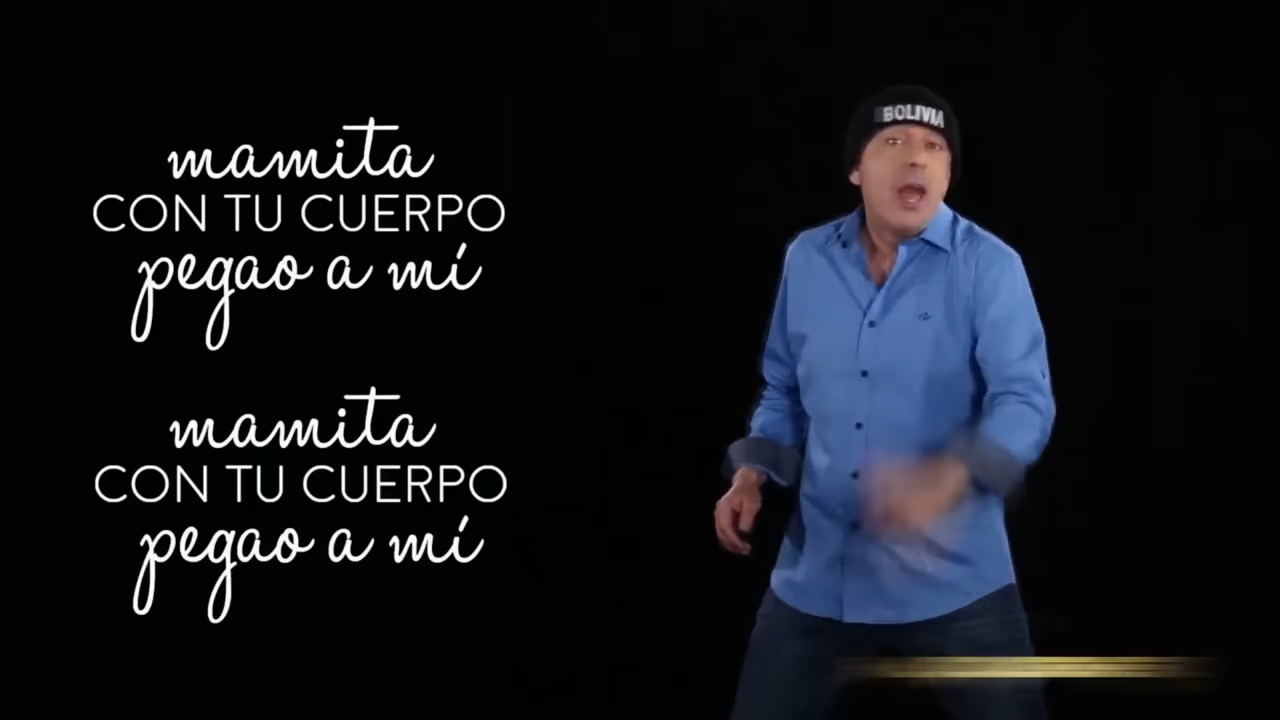 mamita
CON TU CUERPO
pegao a mí
mamita
CON TU CUERPO
pegao a mí
BOLIVIA